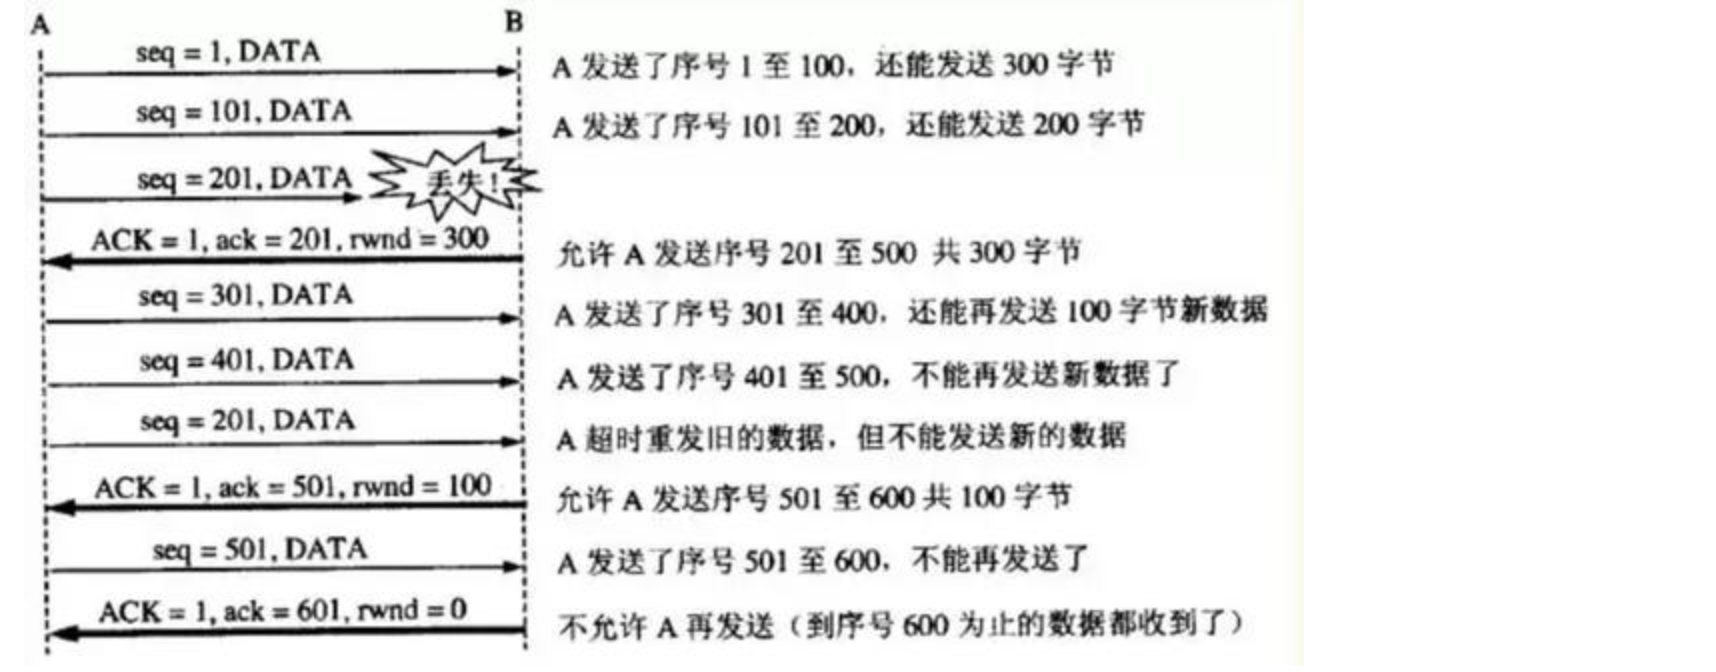 A B
seq = 1, DATA A 发送了序号 1 至 100，还能发送 300 字节
seq = 101, DATA A 发送了序号 101 至 200，还能发送 200 字节
seq = 201, DATA 丢失!
ACK = 1, ack = 201, rwnd = 300 允许 A 发送序号 201 至 500 共 300 字节
seq = 301, DATA A 发送了序号 301 至 400，还能再发送 100 字节新数据
seq = 401, DATA A 发送了序号 401 至 500，不能再发送新数据了
seq = 201, DATA A 超时重发旧的数据，但不能发送新的数据
ACK = 1, ack = 501, rwnd = 100 允许 A 发送序号 501 至 600 共 100 字节
seq = 501, DATA A 发送了序号 501 至 600，不能再发送了
ACK = 1, ack = 601, rwnd = 0 不允许 A 再发送（到序号 600 为止的数据都收到了）